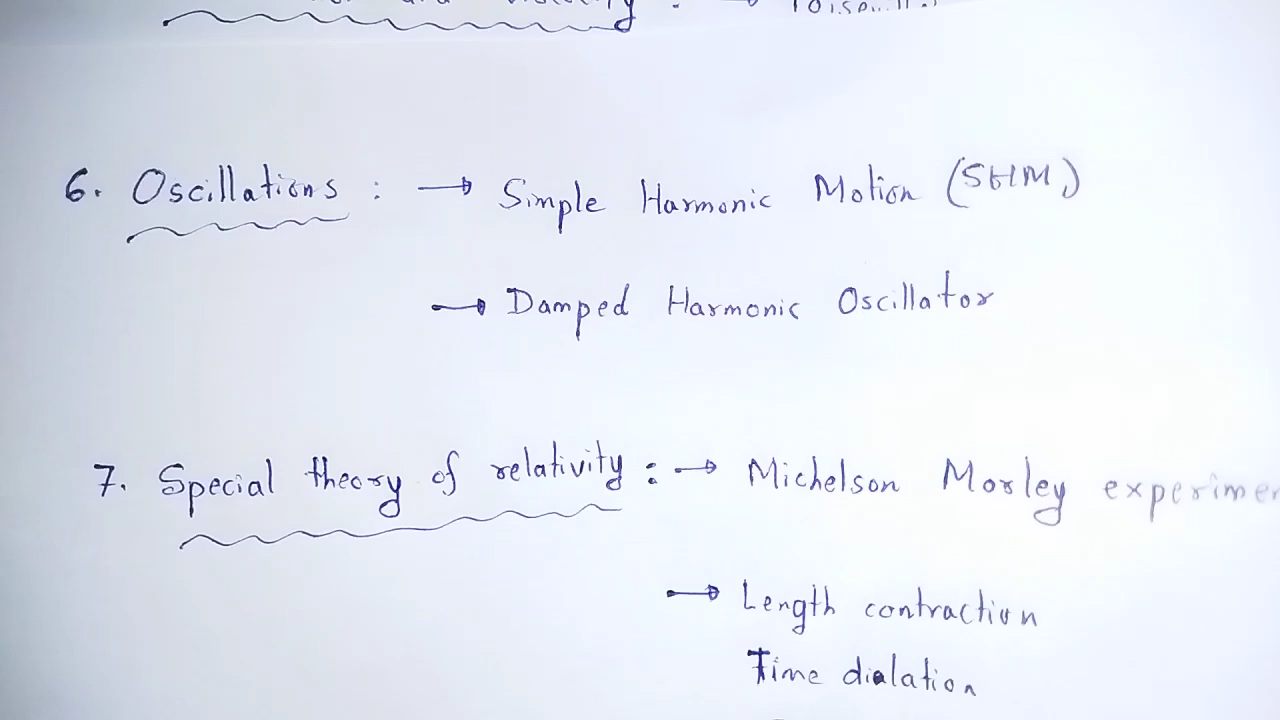 6. Oscillations : → Simple Harmonic Motion (SHM)
→ Damped Harmonic Oscillator
7. Special theory of relativity : → Michelson Morley experimen
→ Length contraction
Time dialation